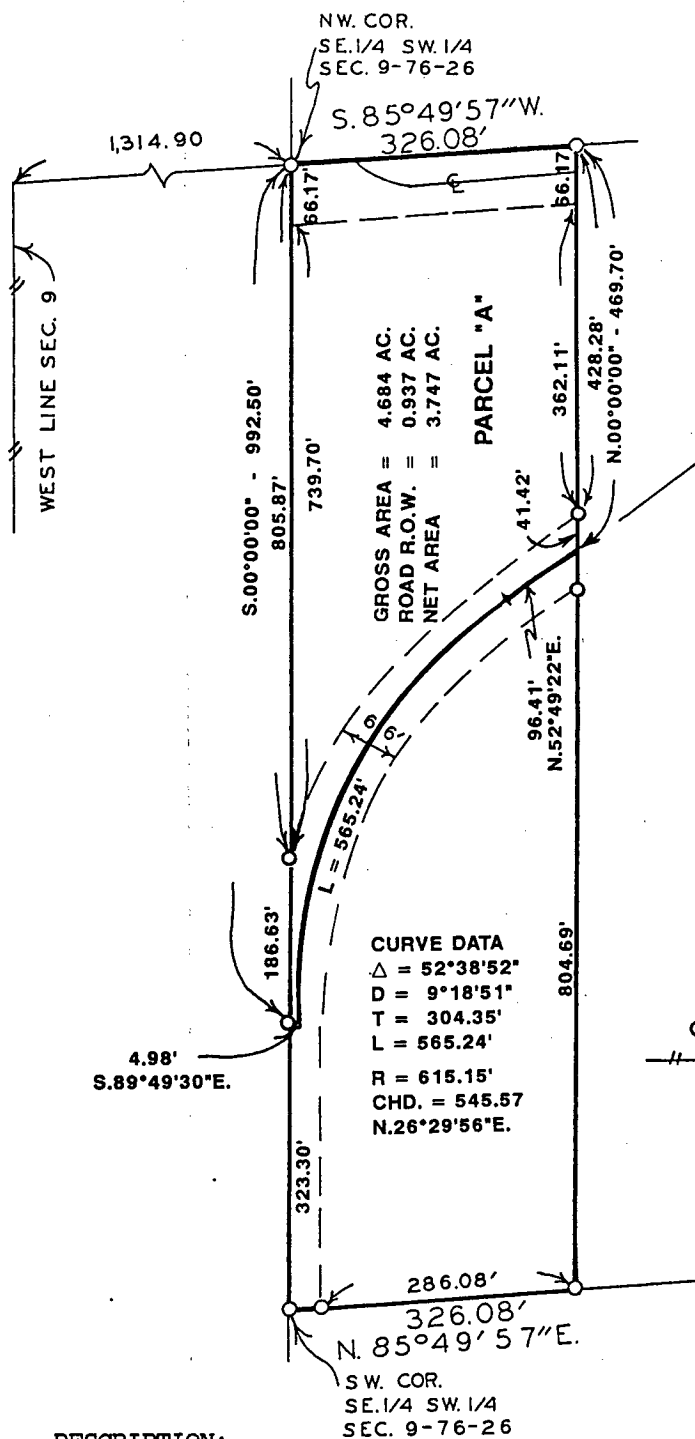 NW. COR.
SE.1/4 SW.1/4
SEC. 9-76-26
S. 85°49'57"W.
326.08'
1,314.90
66.17'
℄
66.17
WEST LINE SEC. 9
S.00°00'00" - 992.50'
805.87'
739.70'
GROSS AREA = 4.684 AC.
ROAD R.O.W. = 0.937 AC.
NET AREA = 3.747 AC.
PARCEL "A"
362.11'
428.28'
N.00°00'00" - 469.70'
41.42'
96.41'
N.52°49'22"E.
L = 565.24'
186.63'
4.98'
S.89°49'30"E.
CURVE DATA
△ = 52°38'52"
D = 9°18'51"
T = 304.35'
L = 565.24'
R = 615.15'
CHD. = 545.57
N.26°29'56"E.
804.69'
323.30'
286.08'
326.08'
N. 85°49'57"E.
SW. COR.
SE.1/4 SW.1/4
SEC. 9-76-26